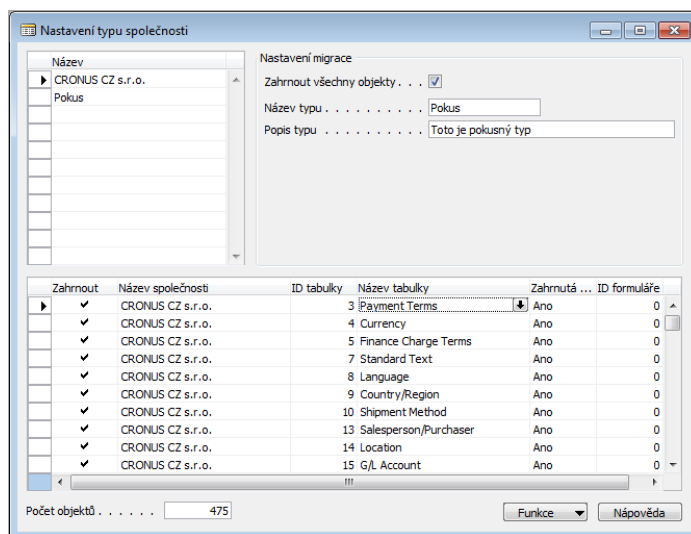 Nastavení typu společnosti
Název
CRONUS CZ s.r.o.
Pokus
Nastavení migrace
Zahrnout všechny objekty . . .
Název typu . . . . . . . . . . Pokus
Popis typu . . . . . . . . . . Toto je pokusný typ
Zahrnout Název společnosti ID tabulky Název tabulky Zahrnutá ... ID formuláře
CRONUS CZ s.r.o. 3 Payment Terms Ano 0
CRONUS CZ s.r.o. 4 Currency Ano 0
CRONUS CZ s.r.o. 5 Finance Charge Terms Ano 0
CRONUS CZ s.r.o. 7 Standard Text Ano 0
CRONUS CZ s.r.o. 8 Language Ano 0
CRONUS CZ s.r.o. 9 Country/Region Ano 0
CRONUS CZ s.r.o. 10 Shipment Method Ano 0
CRONUS CZ s.r.o. 13 Salesperson/Purchaser Ano 0
CRONUS CZ s.r.o. 14 Location Ano 0
CRONUS CZ s.r.o. 15 G/L Account Ano 0
Počet objektů . . . . . . 475
Funkce Nápověda